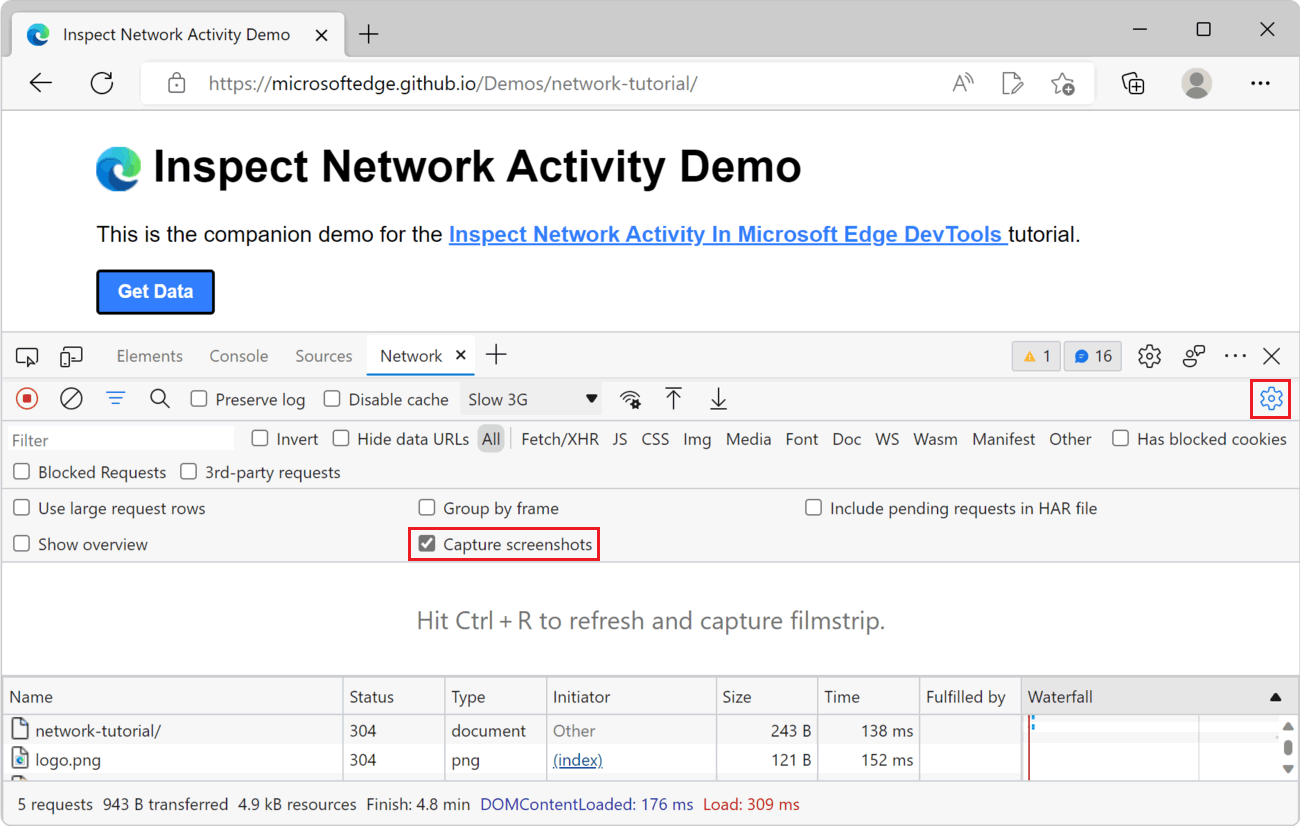 Inspect Network Activity Demo
https://microsoftedge.github.io/Demos/network-tutorial/
Inspect Network Activity Demo
This is the companion demo for the Inspect Network Activity In Microsoft Edge DevTools tutorial.
Get Data
Elements Console Sources Network 1 16
Preserve log Disable cache Slow 3G
Filter Invert Hide data URLs All Fetch/XHR JS CSS Img Media Font Doc WS Wasm Manifest Other Has blocked cookies
Blocked Requests 3rd-party requests
Use large request rows Group by frame Include pending requests in HAR file
Show overview Capture screenshots
Hit Ctrl + R to refresh and capture filmstrip.
Name Status Type Initiator Size Time Fulfilled by Waterfall
network-tutorial/ 304 document Other 243 B 138 ms
logo.png 304 png (index) 121 B 152 ms
5 requests 943 B transferred 4.9 kB resources Finish: 4.8 min DOMContentLoaded: 176 ms Load: 309 ms